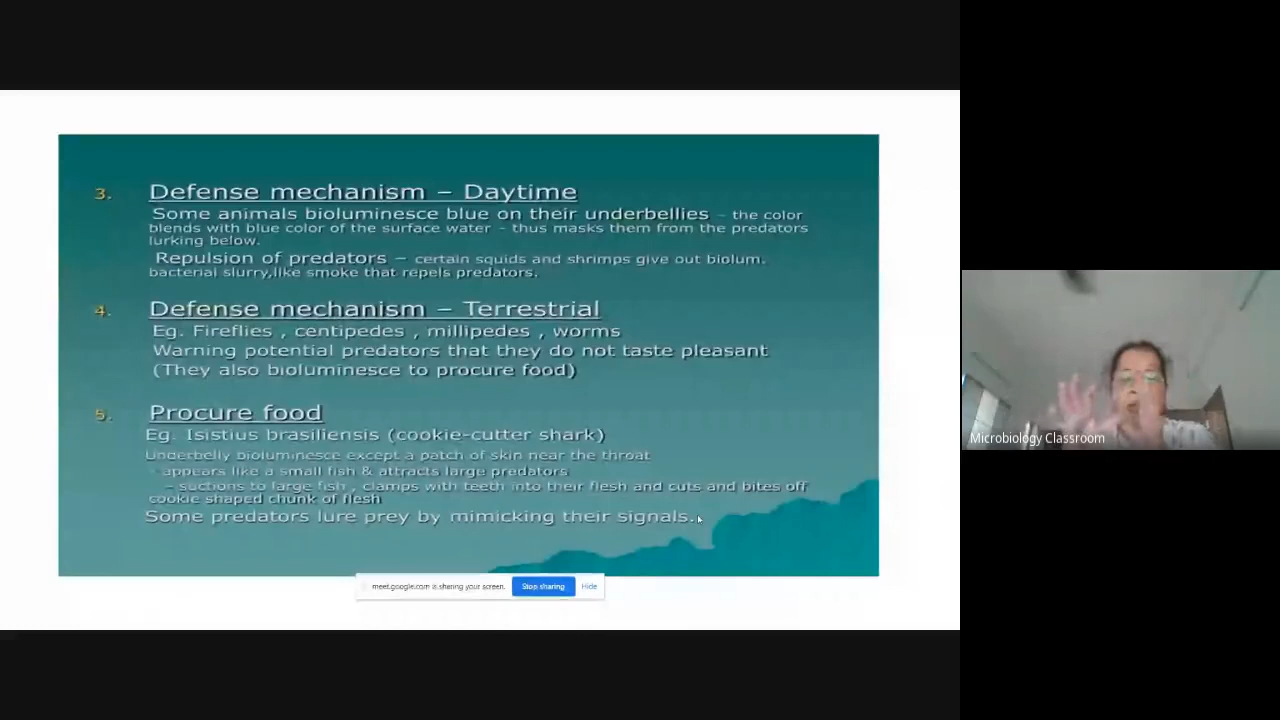 3. Defense mechanism – Daytime
Some animals bioluminesce blue on their underbellies – the color
blends with blue color of the surface water - thus masks them from the predators
lurking below.
Repulsion of predators – certain squids and shrimps give out biolum.
bacterial slurry,like smoke that repels predators.
4. Defense mechanism – Terrestrial
Eg. Fireflies , centipedes , millipedes , worms
Warning potential predators that they do not taste pleasant
(They also bioluminesce to procure food)
5. Procure food
Eg. Isistius brasiliensis (cookie-cutter shark)
Underbelly bioluminesce except a patch of skin near the throat
- appears like a small fish & attracts large predators
– suctions to large fish , clamps with teeth into their flesh and cuts and bites off
cookie shaped chunk of flesh
Some predators lure prey by mimicking their signals.
meet.google.com is sharing your screen. Stop sharing Hide
Microbiology Classroom